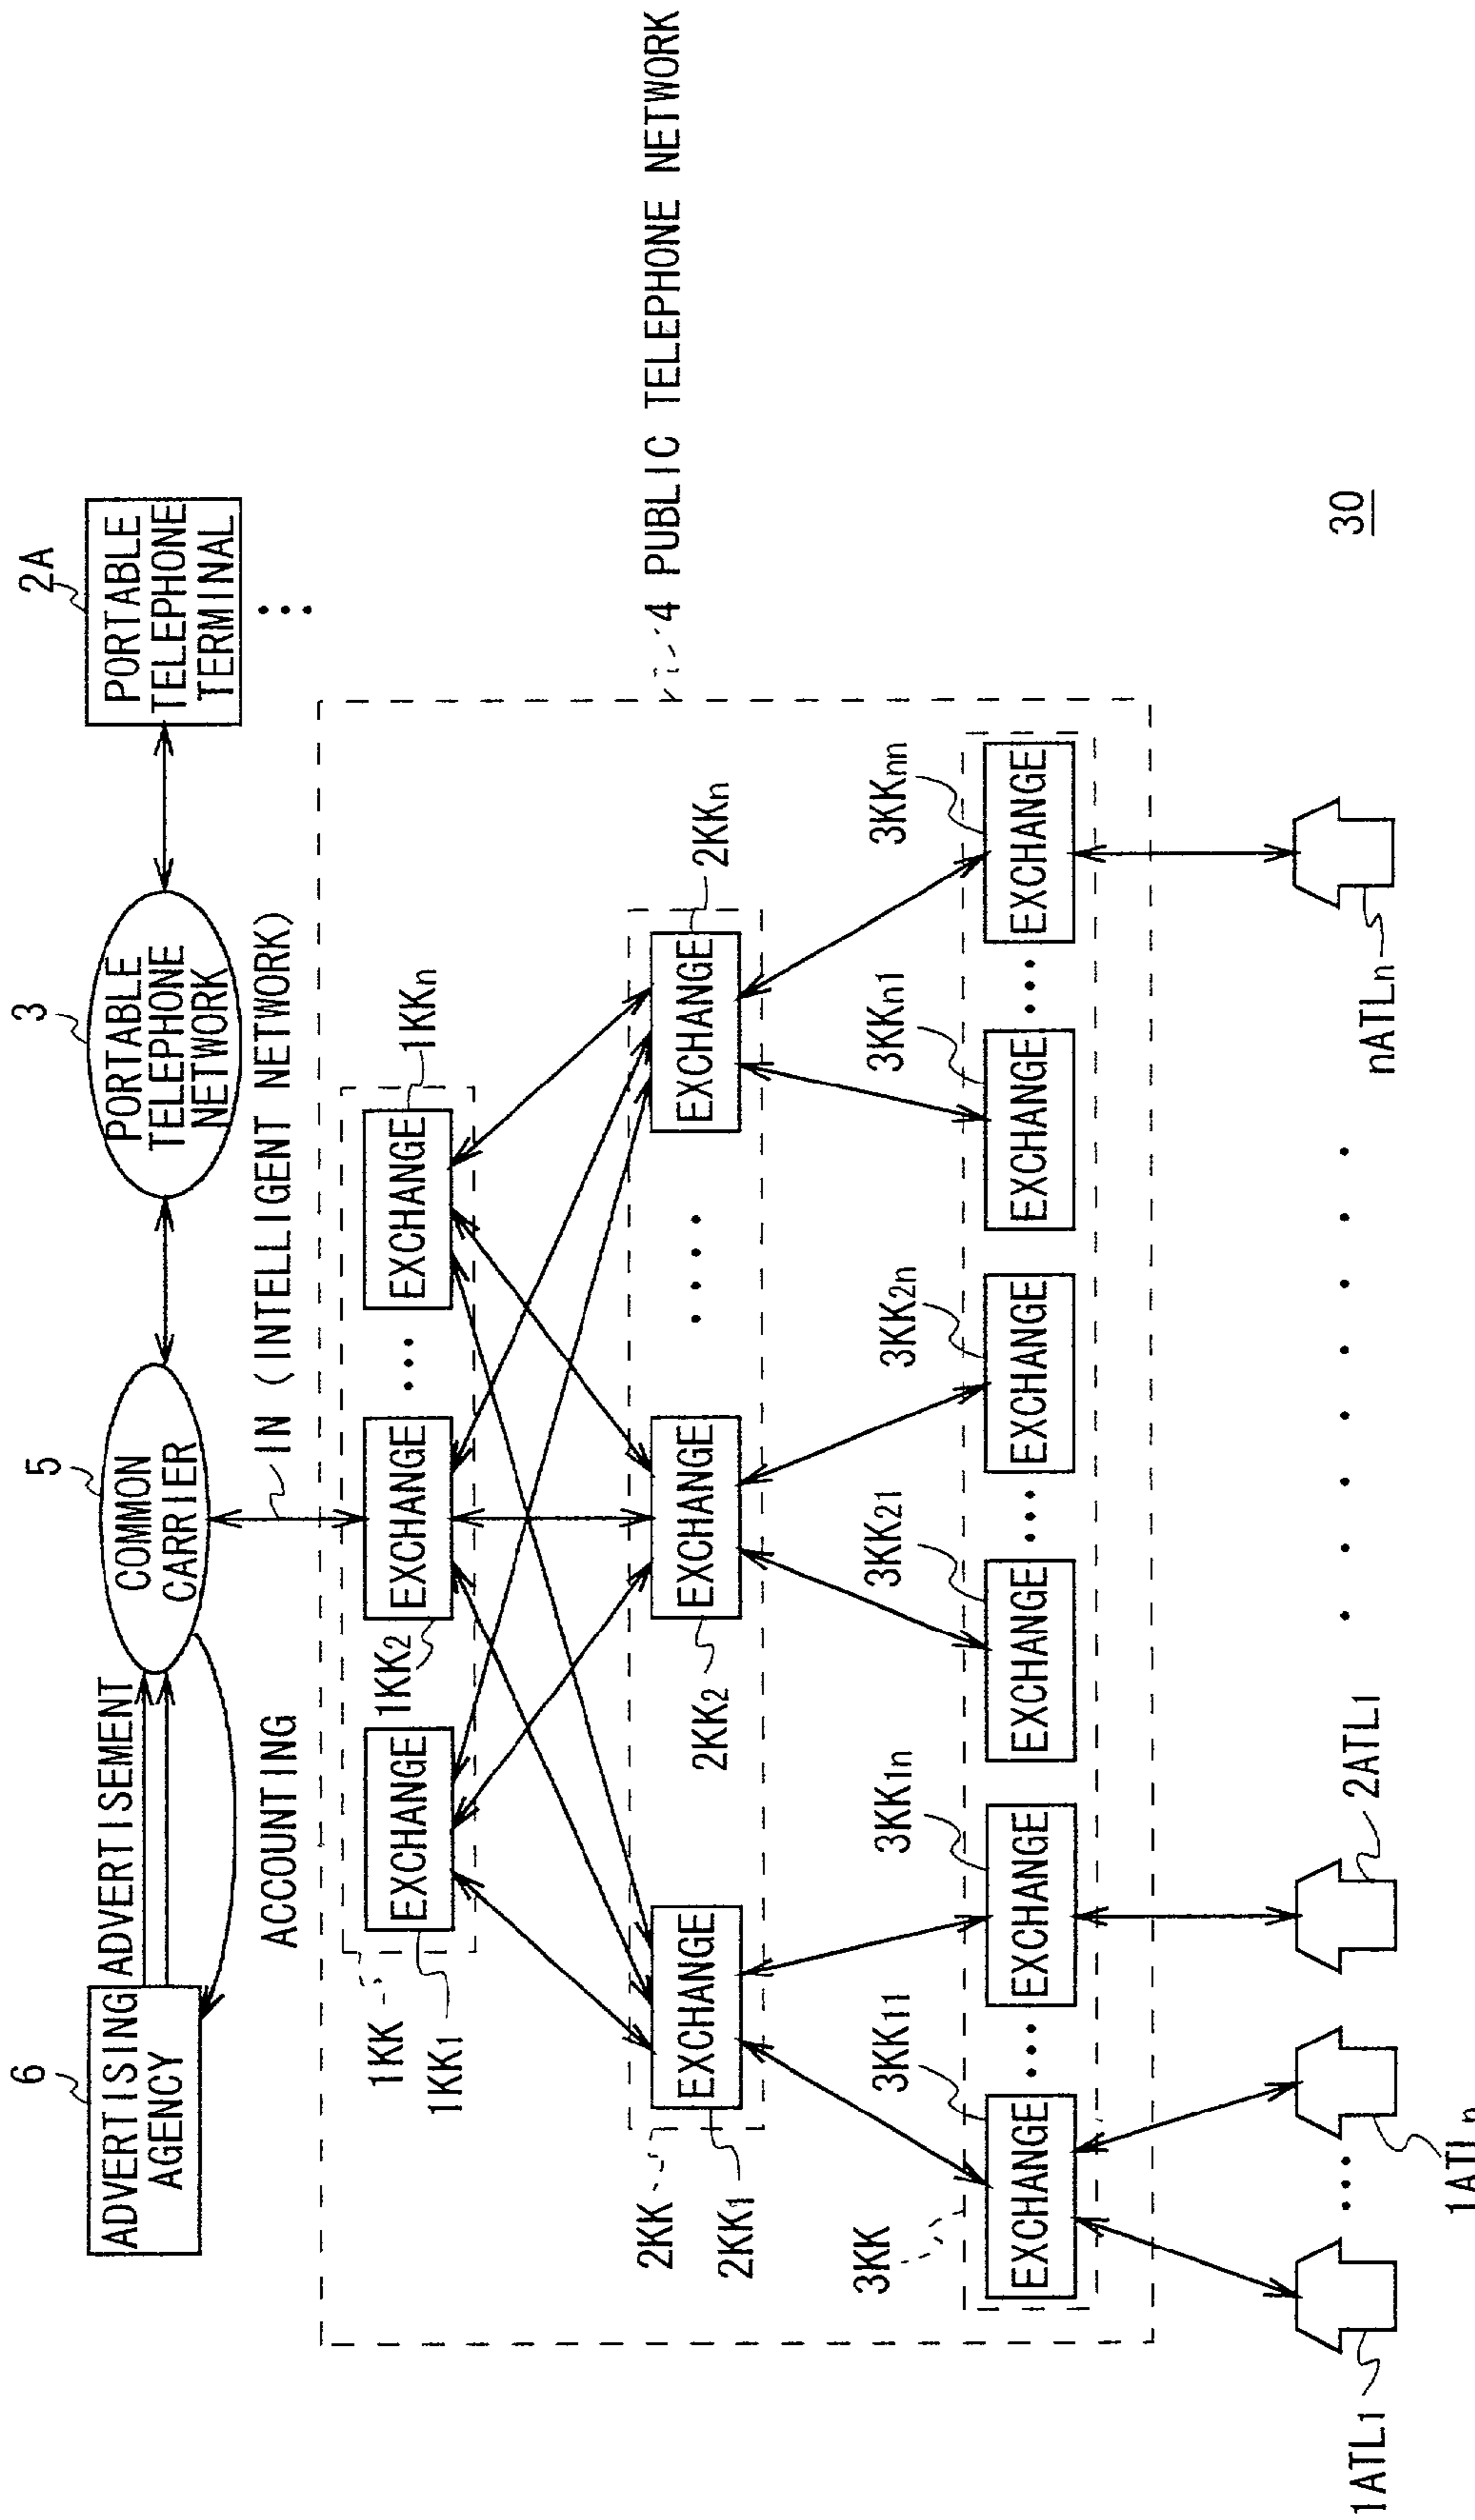 6
ADVERTISING
AGENCY
ADVERTISEMENT
ACCOUNTING
5
COMMON
CARRIER
3
PORTABLE
TELEPHONE
NETWORK
2A
PORTABLE
TELEPHONE
TERMINAL
IN (INTELLIGENT NETWORK)
4 PUBLIC TELEPHONE NETWORK
1KK
1KK1
EXCHANGE
1KK2
EXCHANGE
1KKn
EXCHANGE
2KK
2KK1
EXCHANGE
2KK2
EXCHANGE
2KKn
EXCHANGE
3KK
3KK11
EXCHANGE
3KK1n
EXCHANGE
3KK21
EXCHANGE
3KK2n
EXCHANGE
3KKn1
EXCHANGE
3KKnn
EXCHANGE
1ATL1
1ATLn
2ATL1
nATLn
30